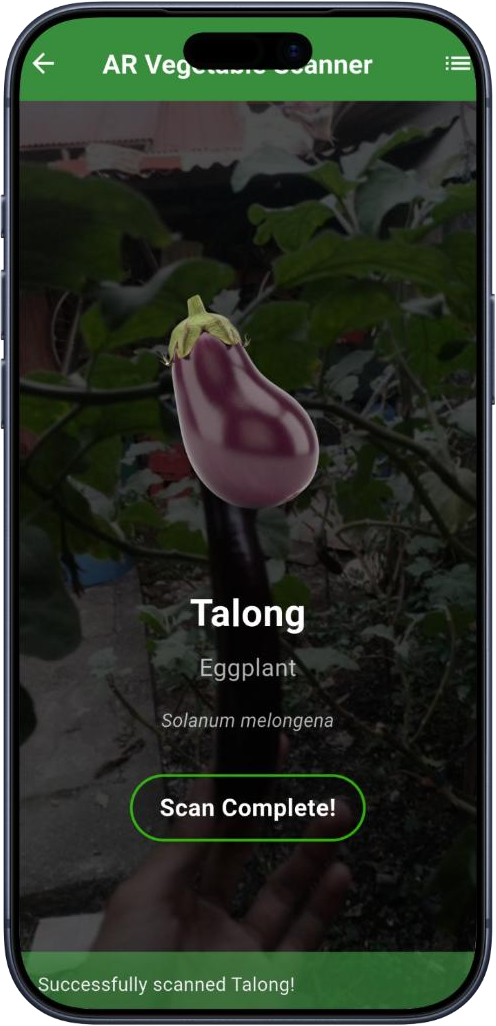 AR Vegetable Scanner
Talong
Eggplant
Solanum melongena
Scan Complete!
Successfully scanned Talong!